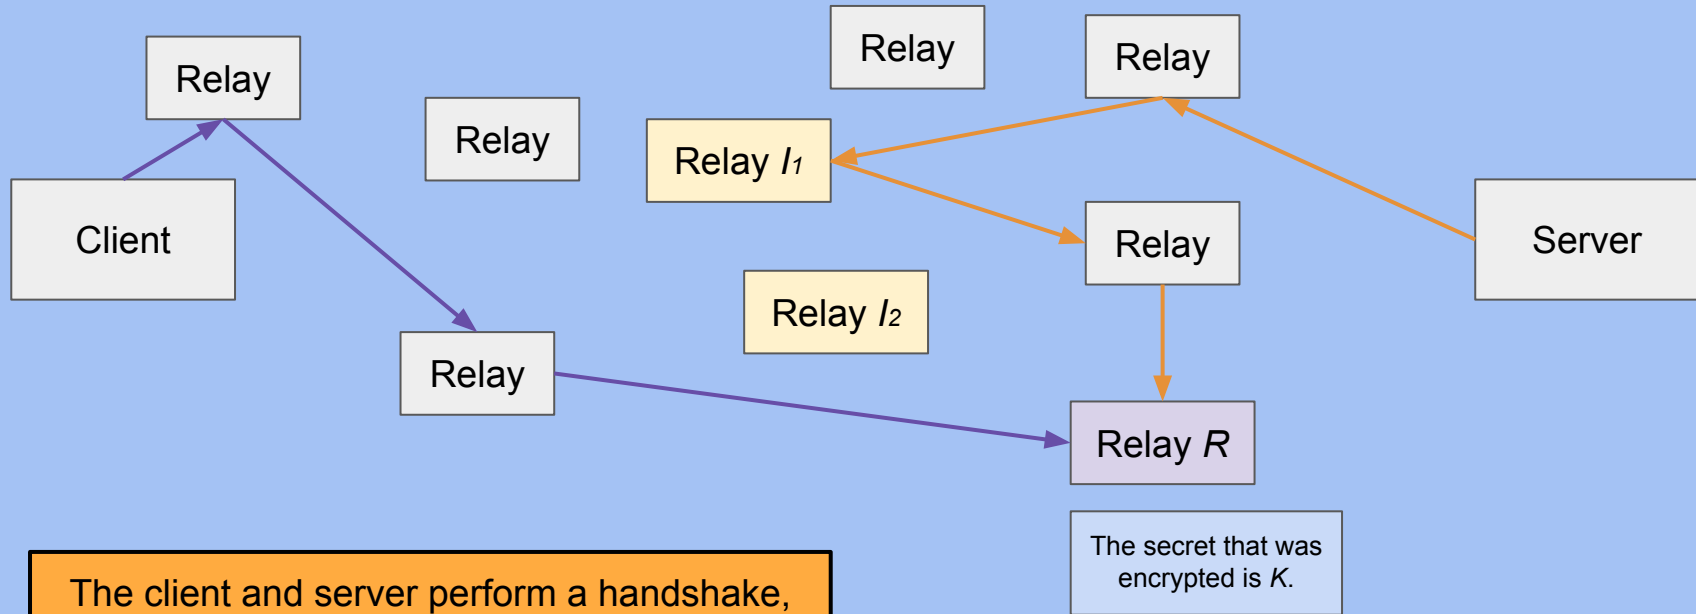 Relay
Relay
Relay
Relay
Relay I1
Client
Relay
Server
Relay I2
Relay
Relay R
The secret that was
encrypted is K.
The client and server perform a handshake,